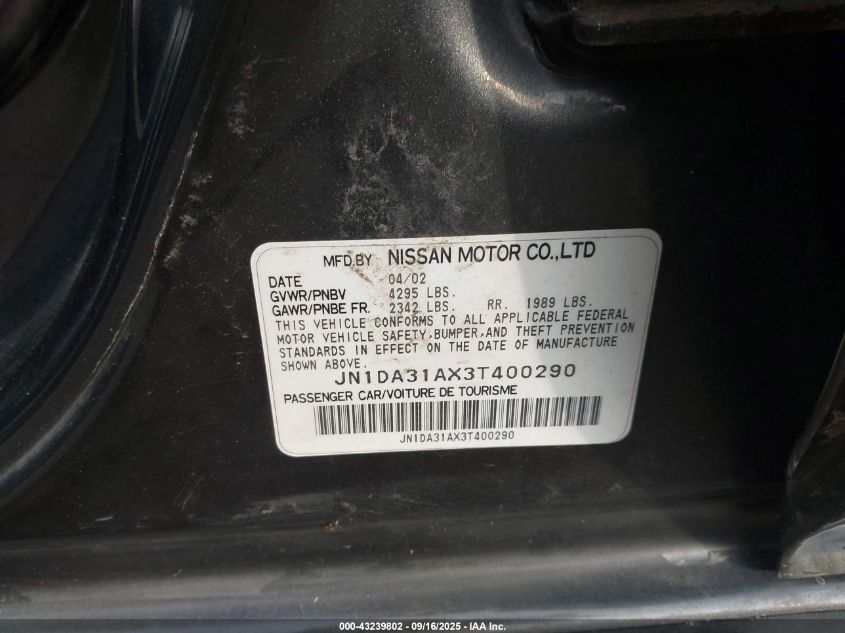 MFD.BY NISSAN MOTOR CO.,LTD
DATE 04/02
GVWR/PNBV 4295 LBS.
GAWR/PNBE FR. 2342 LBS. RR. 1989 LBS.
THIS VEHICLE CONFORMS TO ALL APPLICABLE FEDERAL
MOTOR VEHICLE SAFETY, BUMPER, AND THEFT PREVENTION
STANDARDS IN EFFECT ON THE DATE OF MANUFACTURE
SHOWN ABOVE.
JN1DA31AX3T400290
PASSENGER CAR/VOITURE DE TOURISME
JN1DA31AX3T400290
000-43239802 - 09/16/2025 - IAA Inc.